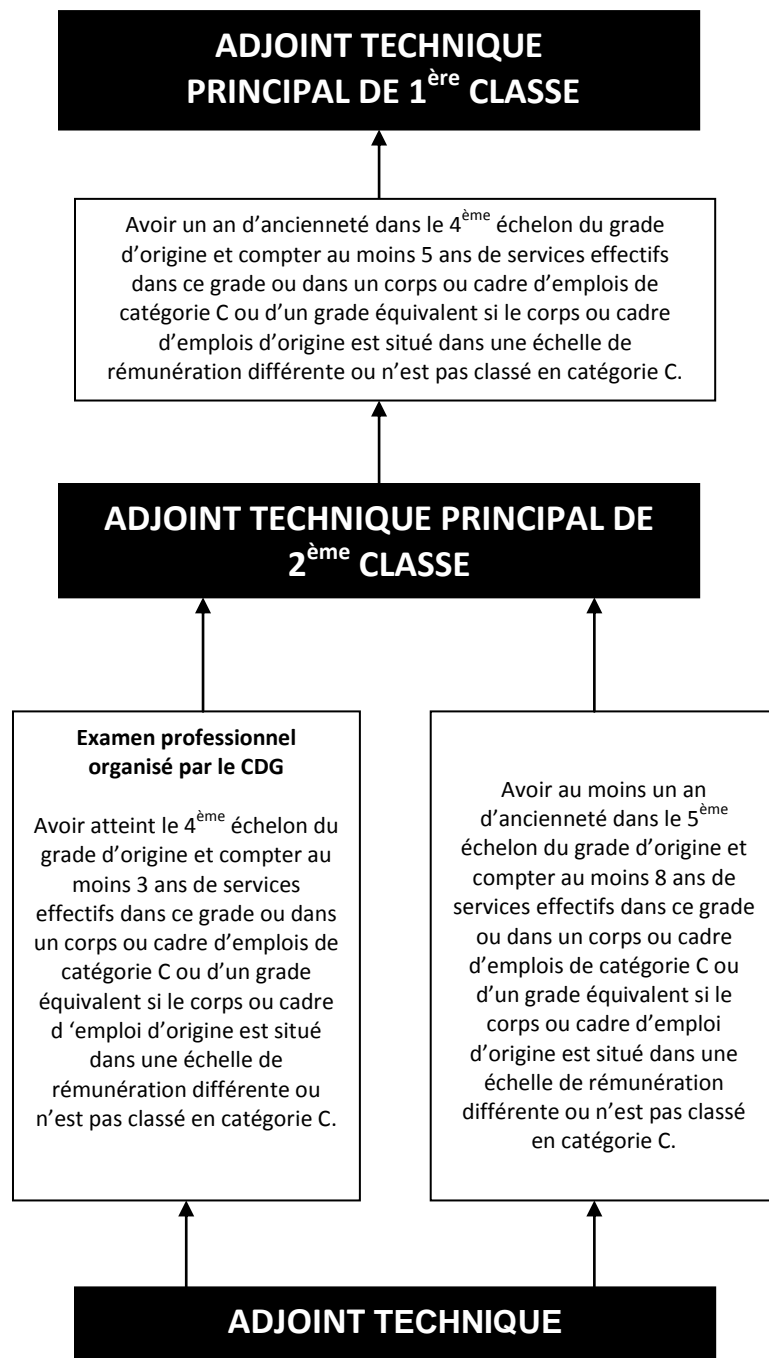 ADJOINT TECHNIQUE
PRINCIPAL DE 1ère CLASSE
Avoir un an d’ancienneté dans le 4ème échelon du grade
d’origine et compter au moins 5 ans de services effectifs
dans ce grade ou dans un corps ou cadre d’emplois de
catégorie C ou d’un grade équivalent si le corps ou cadre
d’emplois d’origine est situé dans une échelle de
rémunération différente ou n’est pas classé en catégorie C.
ADJOINT TECHNIQUE PRINCIPAL DE
2ème CLASSE
Examen professionnel
organisé par le CDG
Avoir atteint le 4ème échelon du
grade d’origine et compter au
moins 3 ans de services
effectifs dans ce grade ou dans
un corps ou cadre d’emplois de
catégorie C ou d’un grade
équivalent si le corps ou cadre
d ‘emploi d’origine est situé
dans une échelle de
rémunération différente ou
n’est pas classé en catégorie C.
Avoir au moins un an
d’ancienneté dans le 5ème
échelon du grade d’origine et
compter au moins 8 ans de
services effectifs dans ce grade
ou dans un corps ou cadre
d’emplois de catégorie C ou
d’un grade équivalent si le
corps ou cadre d’emploi
d’origine est situé dans une
échelle de rémunération
différente ou n’est pas classé
en catégorie C.
ADJOINT TECHNIQUE